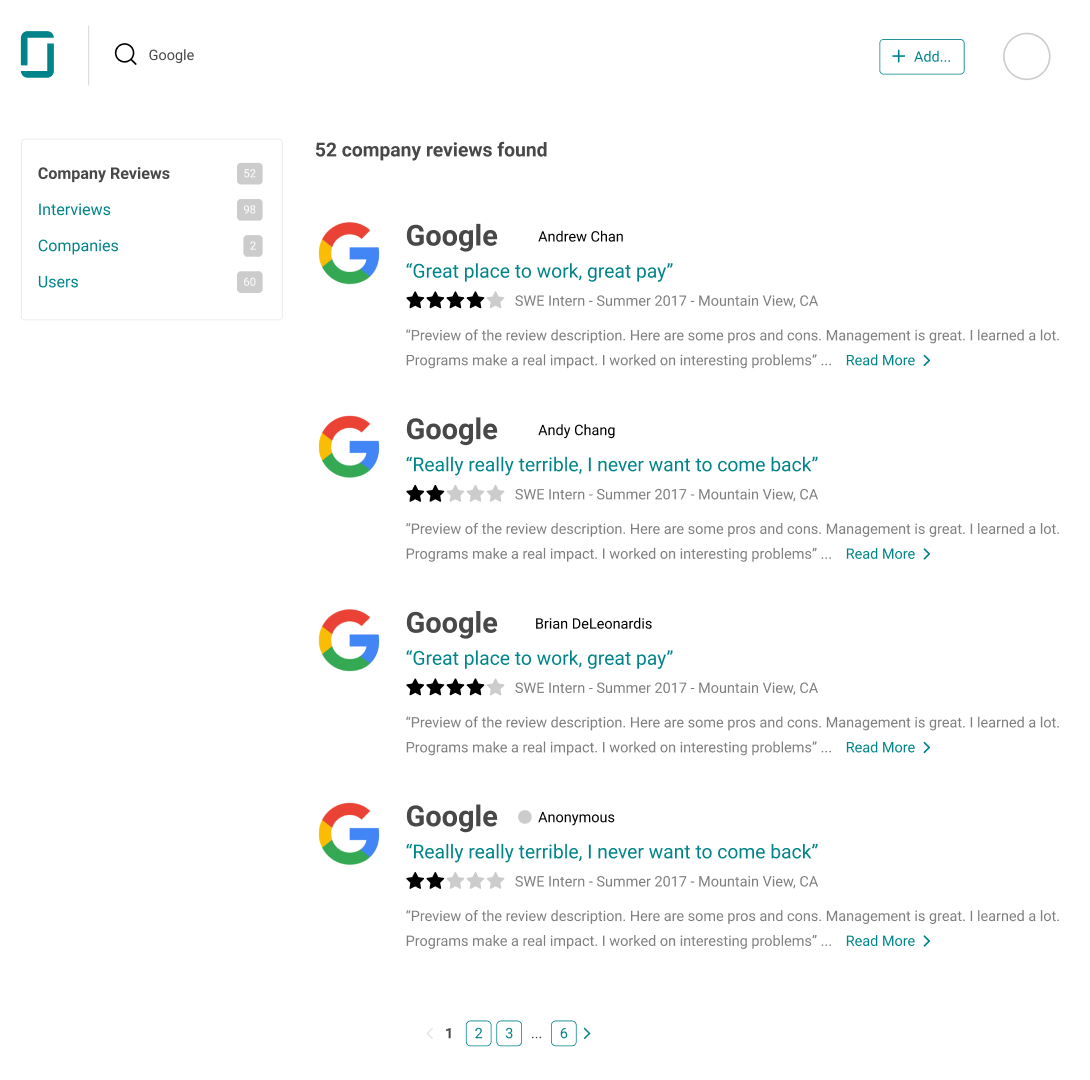 Google
+ Add...
Company Reviews 52
Interviews 98
Companies 2
Users 60
52 company reviews found
Google Andrew Chan
“Great place to work, great pay”
SWE Intern - Summer 2017 - Mountain View, CA
“Preview of the review description. Here are some pros and cons. Management is great. I learned a lot.
Programs make a real impact. I worked on interesting problems” ... Read More
Google Andy Chang
“Really really terrible, I never want to come back”
SWE Intern - Summer 2017 - Mountain View, CA
“Preview of the review description. Here are some pros and cons. Management is great. I learned a lot.
Programs make a real impact. I worked on interesting problems” ... Read More
Google Brian DeLeonardis
“Great place to work, great pay”
SWE Intern - Summer 2017 - Mountain View, CA
“Preview of the review description. Here are some pros and cons. Management is great. I learned a lot.
Programs make a real impact. I worked on interesting problems” ... Read More
Google Anonymous
“Really really terrible, I never want to come back”
SWE Intern - Summer 2017 - Mountain View, CA
“Preview of the review description. Here are some pros and cons. Management is great. I learned a lot.
Programs make a real impact. I worked on interesting problems” ... Read More
1 2 3 ... 6